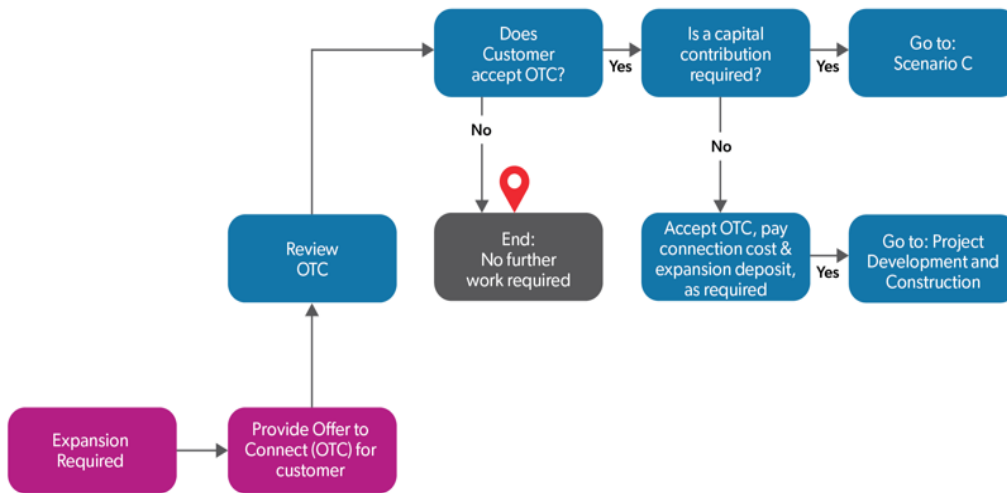 Does
Customer
accept OTC?
Yes
Is a capital
contribution
required?
Yes
Go to:
Scenario C
No
No
Review
OTC
End:
No further
work required
Accept OTC, pay
connection cost &
expansion deposit,
as required
Yes
Go to: Project
Development and
Construction
Expansion
Required
Provide Offer to
Connect (OTC) for
customer